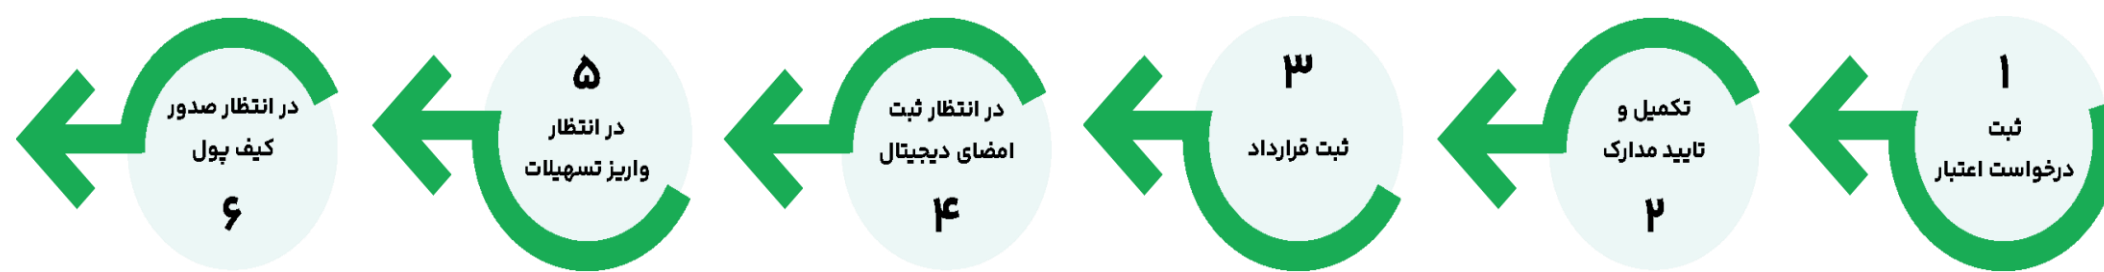 ۱
ثبت
درخواست اعتبار
تکمیل و
تایید مدارک
۲
۳
ثبت قرارداد
در انتظار ثبت
امضای دیجیتال
۴
۵
در انتظار
واریز تسهیلات
در انتظار صدور
کیف پول
۶